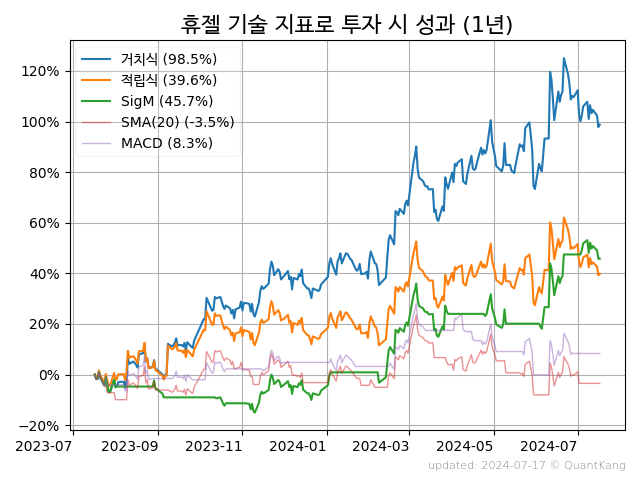 휴젤 기술 지표로 투자 시 성과 (1년)
거치식 (98.5%)
적립식 (39.6%)
SigM (45.7%)
SMA(20) (-3.5%)
MACD (8.3%)
120%
100%
80%
60%
40%
20%
0%
−20%
2023-07 2023-09 2023-11 2024-01 2024-03 2024-05 2024-07
updated: 2024-07-17 © QuantKang